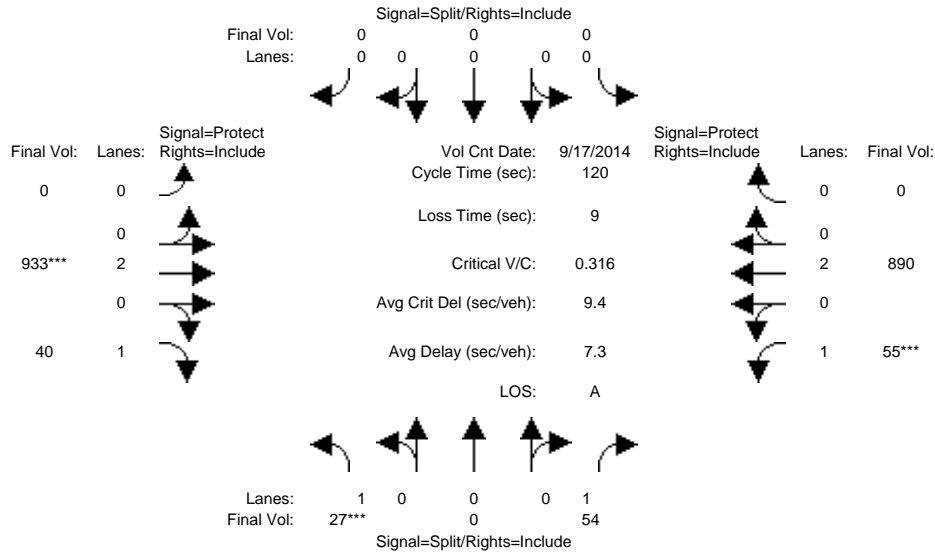 Signal=Split/Rights=Include
Final Vol: 0 0 0
Lanes: 0 0 0 0 0
Signal=Protect Signal=Protect
Final Vol: Lanes: Rights=Include Vol Cnt Date: 9/17/2014 Rights=Include Lanes: Final Vol:
Cycle Time (sec): 120
0 0 0 0
Loss Time (sec): 9
0 0
933*** 2 Critical V/C: 0.316 2 890
0 Avg Crit Del (sec/veh): 9.4 0
40 1 Avg Delay (sec/veh): 7.3 1 55***
LOS: A
Lanes: 1 0 0 0 1
Final Vol: 27*** 0 54
Signal=Split/Rights=Include